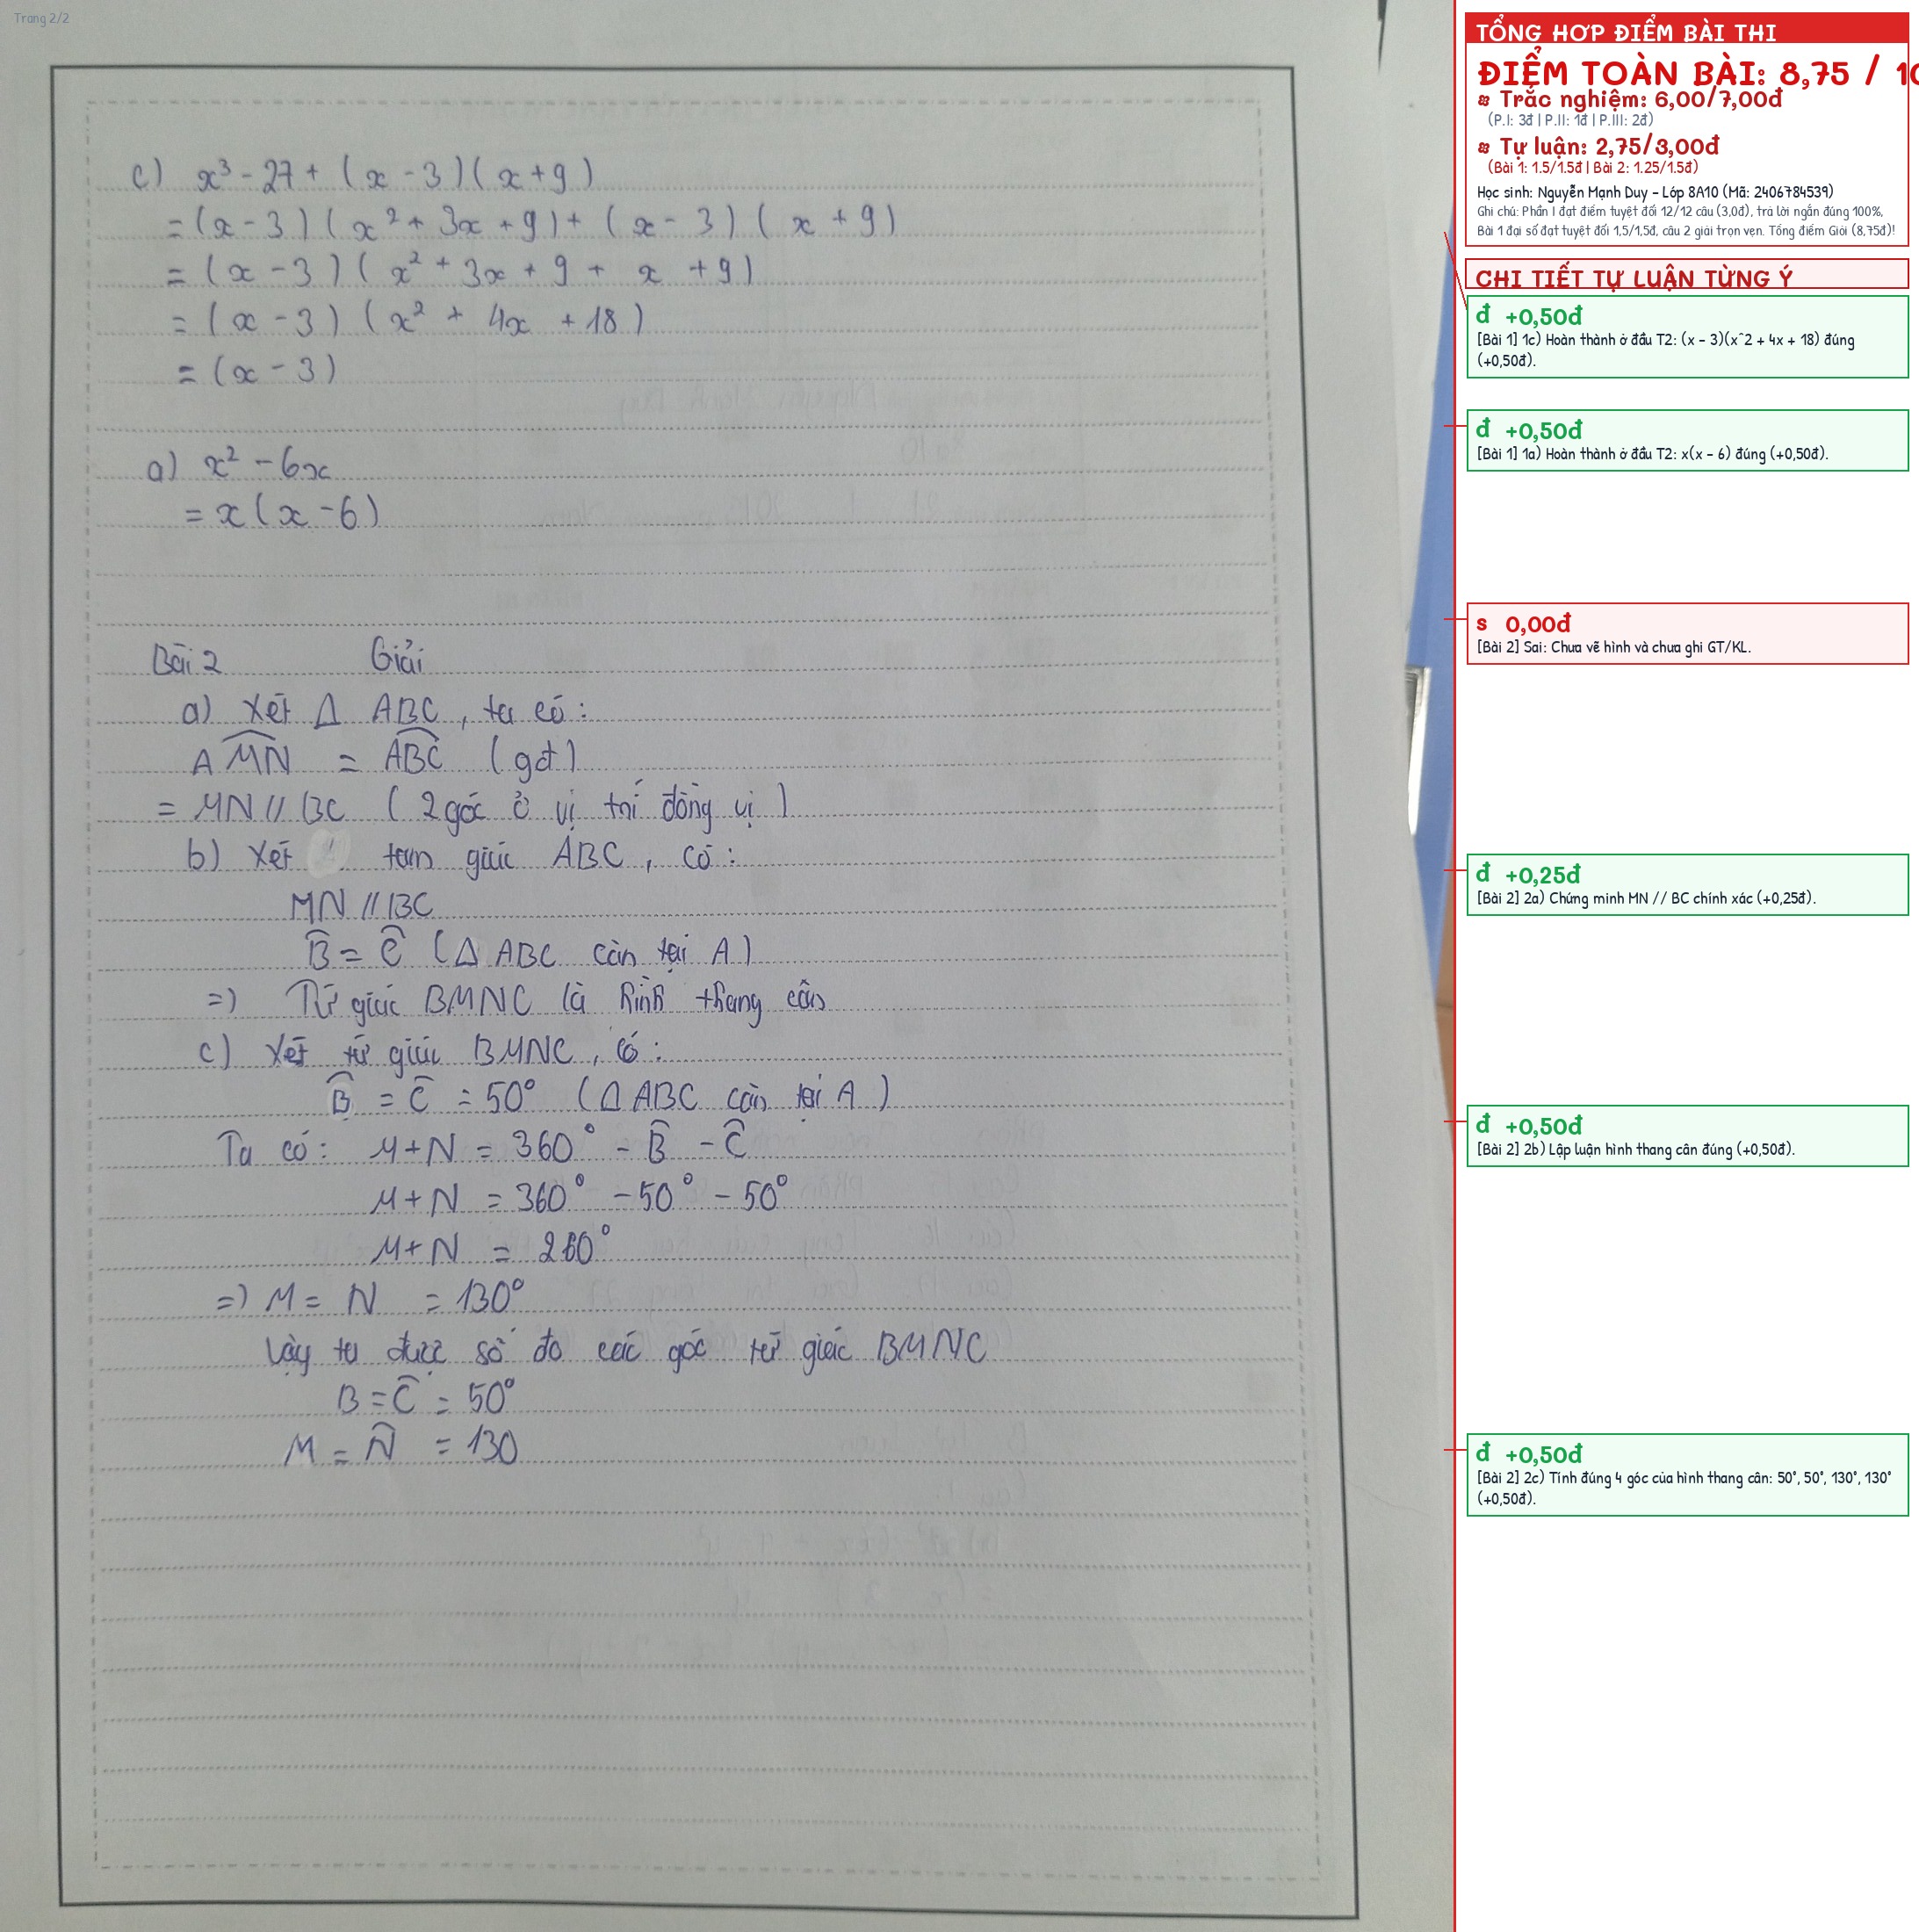 Trang 2/2
c) x³ - 27 + (x - 3)(x + 9)
= (x - 3)(x² + 3x + 9) + (x - 3)(x + 9)
= (x - 3)(x² + 3x + 9 + x + 9)
= (x - 3)(x² + 4x + 18)
= (x - 3)
a) x² - 6x
= x(x - 6)
Bài 2 Giải
a) Xét Δ ABC, ta có:
AMN = ABC (gt)
= MN // BC (2 góc ở vị trí đồng vị)
b) Xét tam giác ABC, có:
MN // BC
B̂ = Ĉ (Δ ABC cân tại A)
=) Tứ giác BMNC là hình thang cân
c) Xét tứ giác BMNC, có:
B̂ = Ĉ = 50° (Δ ABC cân tại A)
Ta có: M + N = 360° - B̂ - Ĉ
M + N = 360° - 50° - 50°
M + N = 260°
=) M = N = 130°
Vậy ta được số đo các góc tứ giác BMNC
B = Ĉ = 50°
M = N̂ = 130
TỔNG HỢP ĐIỂM BÀI THI
ĐIỂM TOÀN BÀI: 8,75 / 10
Trắc nghiệm: 6,00/7,00đ
(P.I: 3đ | P.II: 1đ | P.III: 2đ)
Tự luận: 2,75/3,00đ
(Bài 1: 1.5/1.5đ | Bài 2: 1.25/1.5đ)
Học sinh: Nguyễn Mạnh Duy - Lớp 8A10 (Mã: 2406784539)
Ghi chú: Phần I đạt điểm tuyệt đối 12/12 câu (3,0đ), trả lời ngắn đúng 100%,
Bài 1 đại số đạt tuyệt đối 1,5/1,5đ, câu 2 giải trọn vẹn. Tổng điểm Giỏi (8,75đ)!
CHI TIẾT TỰ LUẬN TỪNG Ý
đ +0,50đ
[Bài 1] 1c) Hoàn thành ở đầu T2: (x - 3)(x^2 + 4x + 18) đúng
(+0,50đ).
đ +0,50đ
[Bài 1] 1a) Hoàn thành ở đầu T2: x(x - 6) đúng (+0,50đ).
s 0,00đ
[Bài 2] Sai: Chưa vẽ hình và chưa ghi GT/KL.
đ +0,25đ
[Bài 2] 2a) Chứng minh MN // BC chính xác (+0,25đ).
đ +0,50đ
[Bài 2] 2b) Lập luận hình thang cân đúng (+0,50đ).
đ +0,50đ
[Bài 2] 2c) Tính đúng 4 góc của hình thang cân: 50°, 50°, 130°, 130°
(+0,50đ).